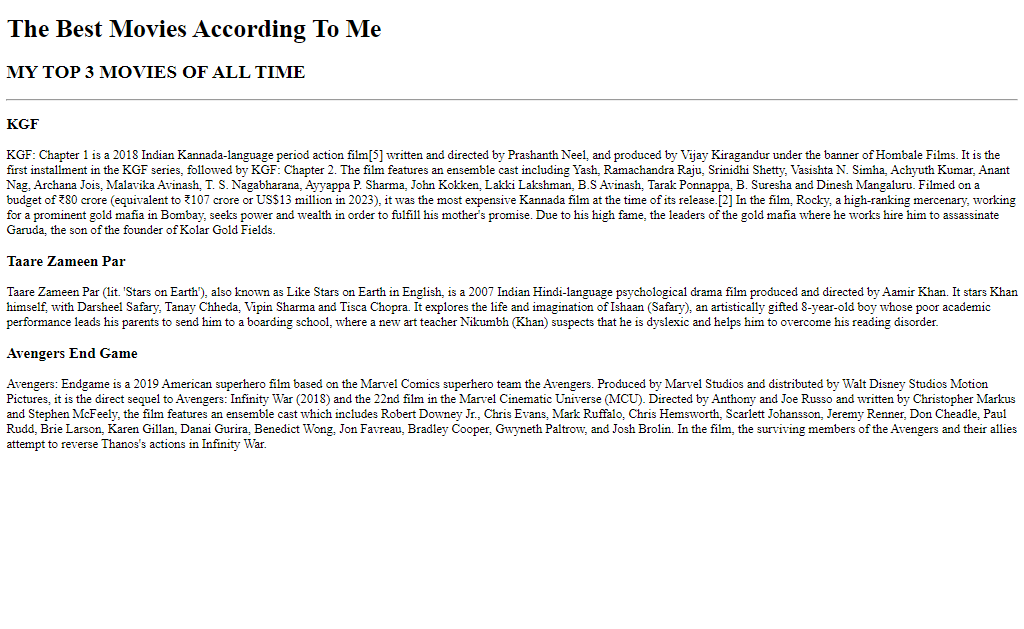 The Best Movies According To Me
MY TOP 3 MOVIES OF ALL TIME
KGF
KGF: Chapter 1 is a 2018 Indian Kannada-language period action film[5] written and directed by Prashanth Neel, and produced by Vijay Kiragandur under the banner of Hombale Films. It is the
first installment in the KGF series, followed by KGF: Chapter 2. The film features an ensemble cast including Yash, Ramachandra Raju, Srinidhi Shetty, Vasishta N. Simha, Achyuth Kumar, Anant
Nag, Archana Jois, Malavika Avinash, T. S. Nagabharana, Ayyappa P. Sharma, John Kokken, Lakki Lakshman, B.S Avinash, Tarak Ponnappa, B. Suresha and Dinesh Mangaluru. Filmed on a
budget of ₹80 crore (equivalent to ₹107 crore or US$13 million in 2023), it was the most expensive Kannada film at the time of its release.[2] In the film, Rocky, a high-ranking mercenary, working
for a prominent gold mafia in Bombay, seeks power and wealth in order to fulfill his mother's promise. Due to his high fame, the leaders of the gold mafia where he works hire him to assassinate
Garuda, the son of the founder of Kolar Gold Fields.
Taare Zameen Par
Taare Zameen Par (lit. 'Stars on Earth'), also known as Like Stars on Earth in English, is a 2007 Indian Hindi-language psychological drama film produced and directed by Aamir Khan. It stars Khan
himself, with Darsheel Safary, Tanay Chheda, Vipin Sharma and Tisca Chopra. It explores the life and imagination of Ishaan (Safary), an artistically gifted 8-year-old boy whose poor academic
performance leads his parents to send him to a boarding school, where a new art teacher Nikumbh (Khan) suspects that he is dyslexic and helps him to overcome his reading disorder.
Avengers End Game
Avengers: Endgame is a 2019 American superhero film based on the Marvel Comics superhero team the Avengers. Produced by Marvel Studios and distributed by Walt Disney Studios Motion
Pictures, it is the direct sequel to Avengers: Infinity War (2018) and the 22nd film in the Marvel Cinematic Universe (MCU). Directed by Anthony and Joe Russo and written by Christopher Markus
and Stephen McFeely, the film features an ensemble cast which includes Robert Downey Jr., Chris Evans, Mark Ruffalo, Chris Hemsworth, Scarlett Johansson, Jeremy Renner, Don Cheadle, Paul
Rudd, Brie Larson, Karen Gillan, Danai Gurira, Benedict Wong, Jon Favreau, Bradley Cooper, Gwyneth Paltrow, and Josh Brolin. In the film, the surviving members of the Avengers and their allies
attempt to reverse Thanos's actions in Infinity War.